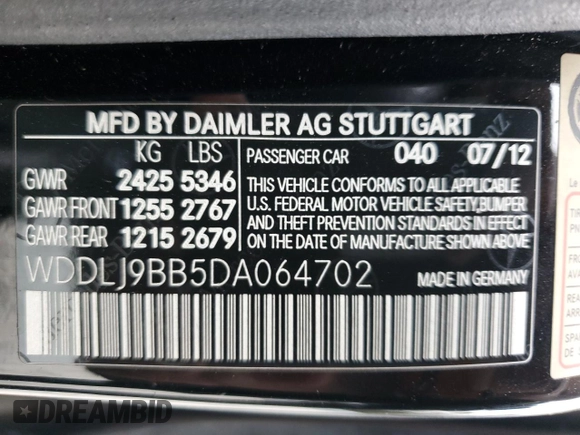 MFD BY DAIMLER AG STUTTGART
KG LBS
GWR 2425 5346
GAWR FRONT 1255 2767
GAWR REAR 1215 2679
PASSENGER CAR 040 07/12
THIS VEHICLE CONFORMS TO ALL APPLICABLE
U.S. FEDERAL MOTOR VEHICLE SAFETY,BUMPER
AND THEFT PREVENTION STANDARDS IN EFFECT
ON THE DATE OF MANUFACTURE SHOWN ABOVE.
WDDLJ9BB5DA064702
MADE IN GERMANY
Le
DREAMBID